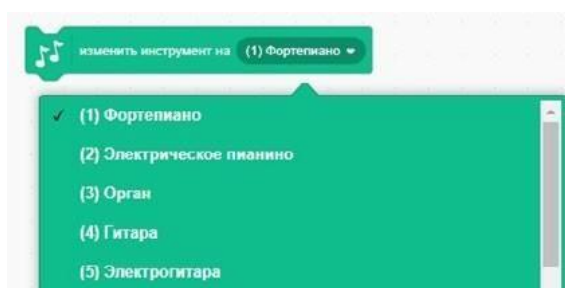 изменить инструмент на (1) Фортепиано
✓ (1) Фортепиано
(2) Электрическое пианино
(3) Орган
(4) Гитара
(5) Электрогитара